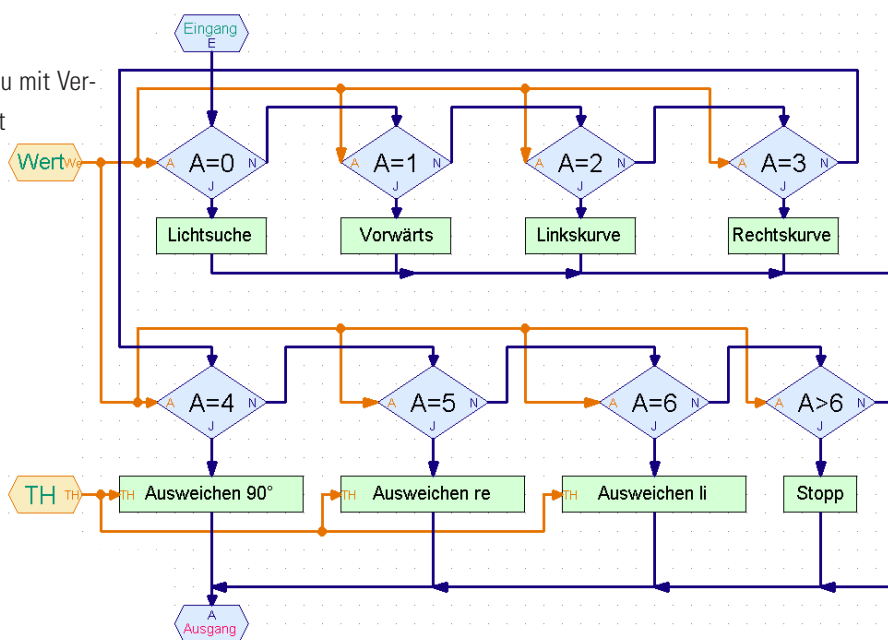 Eingang
E
u mit Ver-
t
Wert We
A A=0 N J
A A=1 N J
A A=2 N J
A A=3 N J
Lichtsuche
Vorwärts
Linkskurve
Rechtskurve
A A=4 N J
A A=5 N J
A A=6 N J
A A>6 N J
TH TH
TH Ausweichen 90°
TH Ausweichen re
TH Ausweichen li
Stopp
A
Ausgang